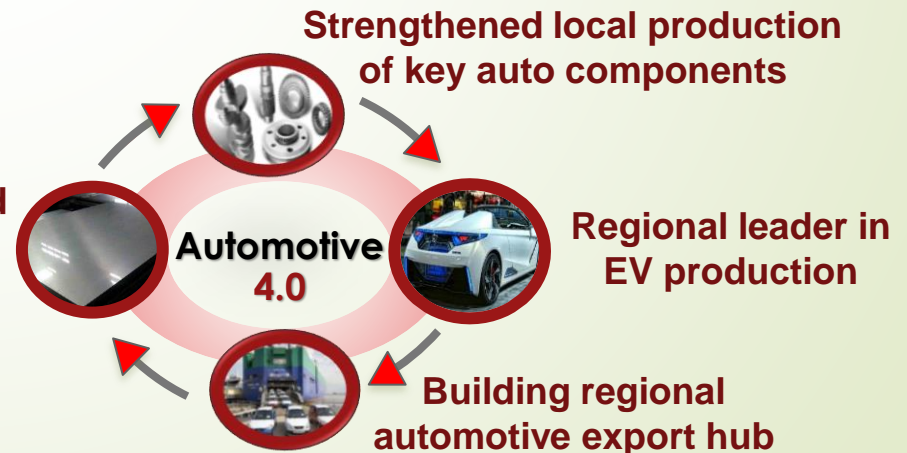 Strengthened local production
of key auto components
Automotive
4.0
Regional leader in
EV production
Building regional
automotive export hub